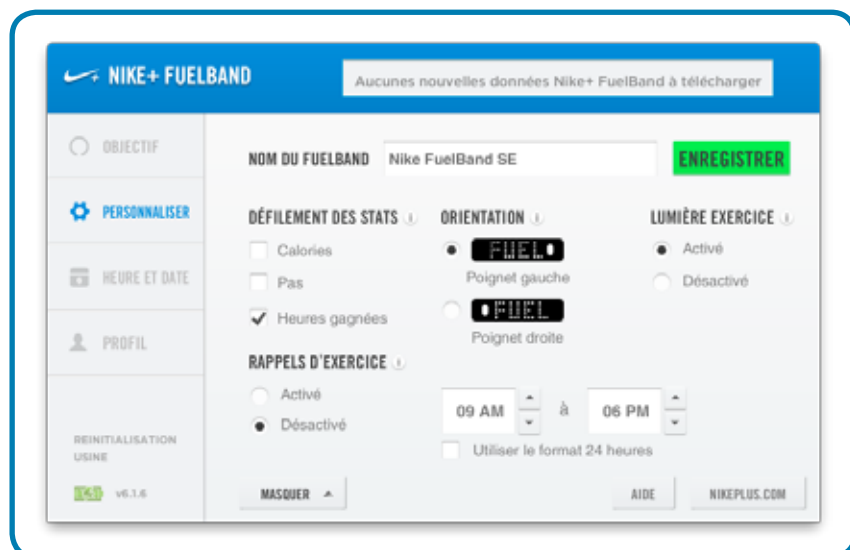 NIKE+ FUELBAND
Aucunes nouvelles données Nike+ FuelBand à télécharger
OBJECTIF
PERSONNALISER
HEURE ET DATE
PROFIL
REINITIALISATION
USINE
v6.1.6
NOM DU FUELBAND Nike FuelBand SE ENREGISTRER
DÉFILEMENT DES STATS
Calories
Pas
Heures gagnées
ORIENTATION
FUEL
Poignet gauche
FUEL
Poignet droite
LUMIÈRE EXERCICE
Activé
Désactivé
RAPPELS D'EXERCICE
Activé
Désactivé
09 AM à 06 PM
Utiliser le format 24 heures
MASQUER
AIDE
NIKEPLUS.COM